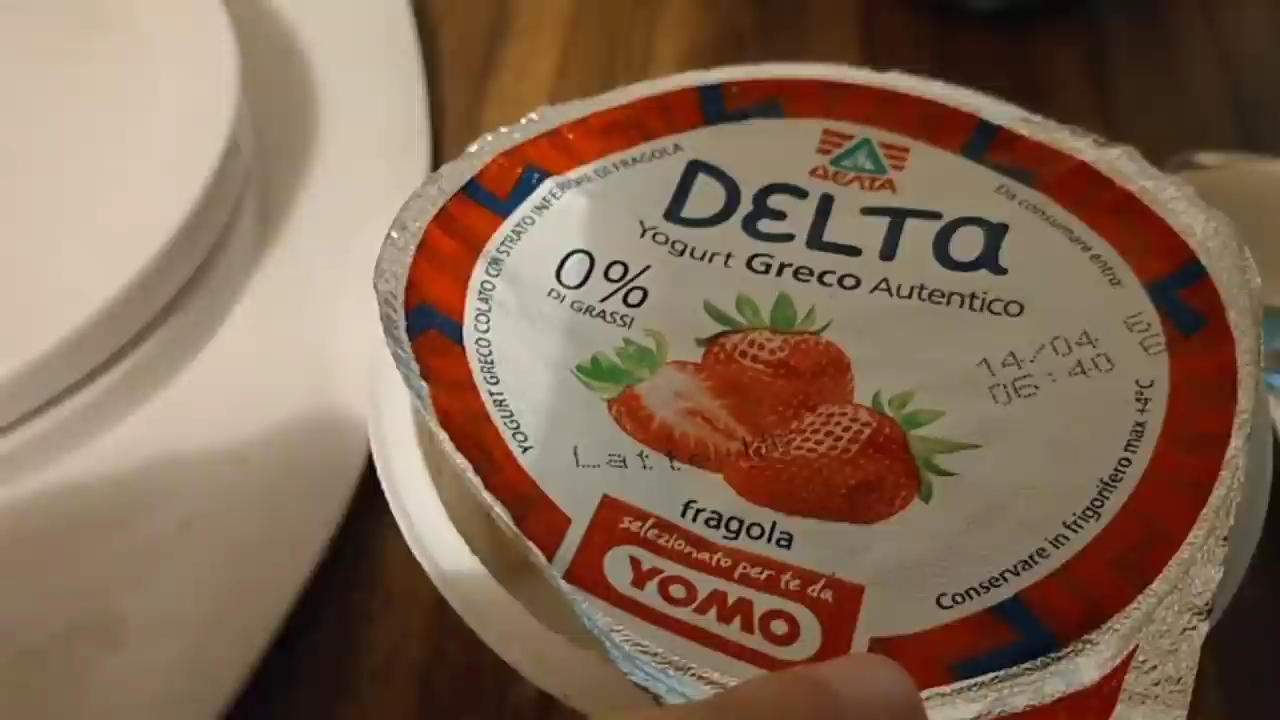 ΔΕΛΤΑ
DELTA
Yogurt Greco Autentico
0%
DI GRASSI
YOGURT GRECO COLATO CON STRATO INFERIORE DI FRAGOLA
Da consumare entro:
14/04
06:40
Conservare in frigorifero max +4°C
fragola
selezionato per te da
YOMO